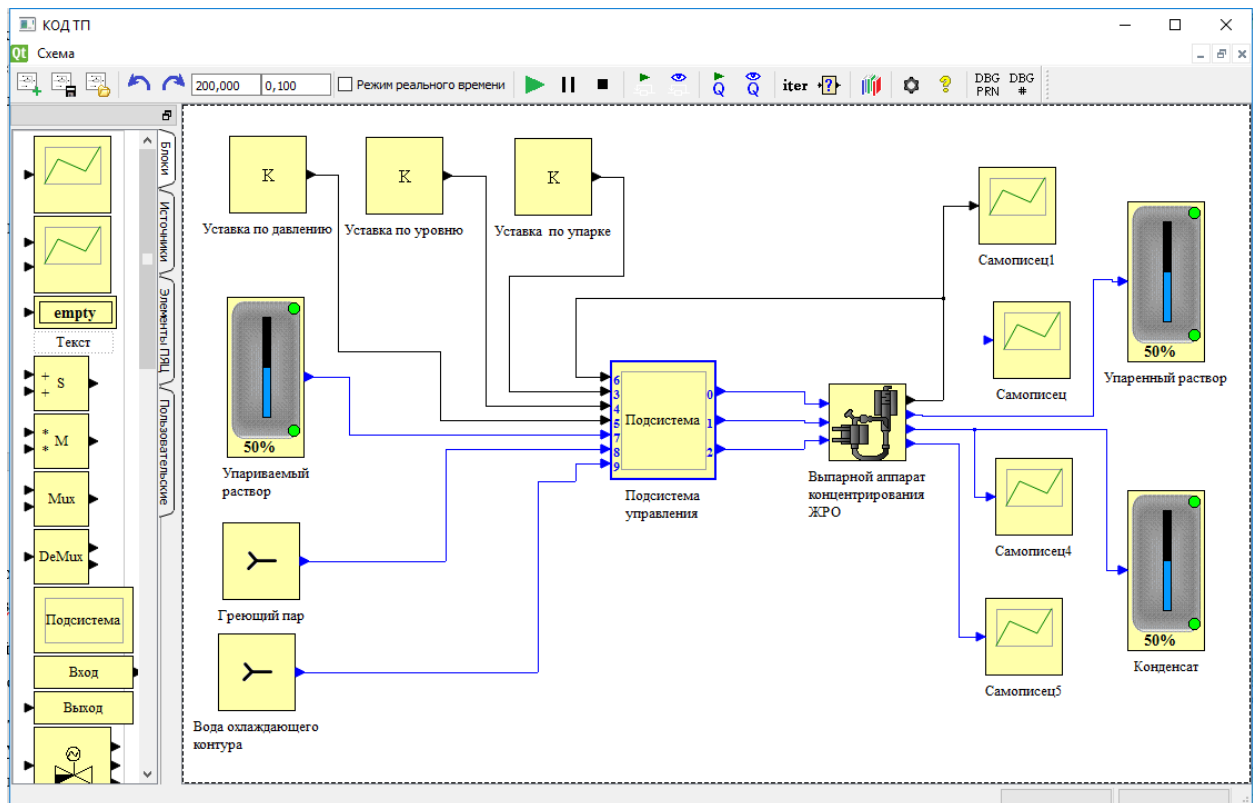 КОД ТП
Qt Схема
200,000 0,100 Режим реального времени Q Q iter ? ? DBG PRN DBG #
Блоки
Источники
Элементы ПЯЦ
Пользовательские
empty
Текст
+ S
+
* M
*
Mux
DeMux
Подсистема
Вход
Выход
K
Уставка по давлению
K
Уставка по уровню
K
Уставка по упарке
50%
Упариваемый
раствор
Греющий пар
Вода охлаждающего
контура
6
3
4
5
7
8
9
Подсистема
0
1
2
Подсистема
управления
Выпарной аппарат
концентрирования
ЖРО
Самописец1
Самописец
Самописец4
Самописец5
50%
Упаренный раствор
50%
Конденсат